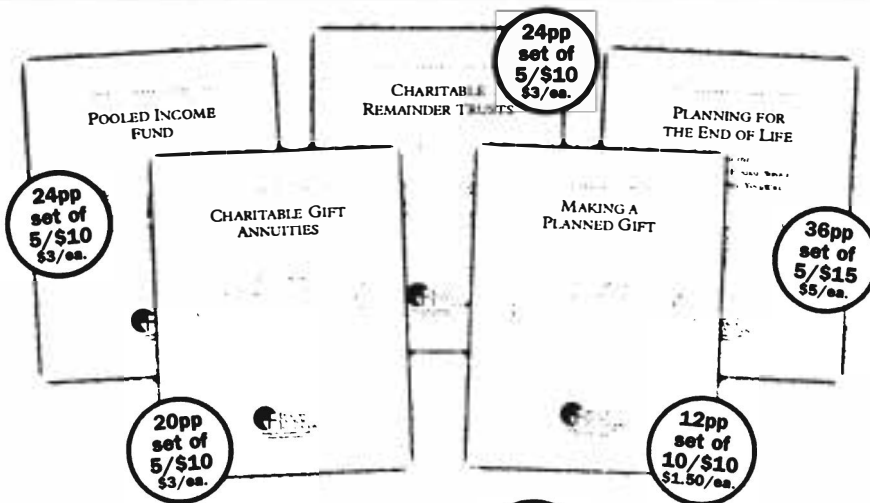 24pp
set of
5/$10
$3/ea.
CHARITABLE
REMAINDER TRUSTS
POOLED INCOME
FUND
PLANNING FOR
THE END OF LIFE
24pp
set of
5/$10
$3/ea.
CHARITABLE GIFT
ANNUITIES
MAKING A
PLANNED GIFT
36pp
set of
5/$15
$5/ea.
20pp
set of
5/$10
$3/ea.
12pp
set of
10/$10
$1.50/ea.